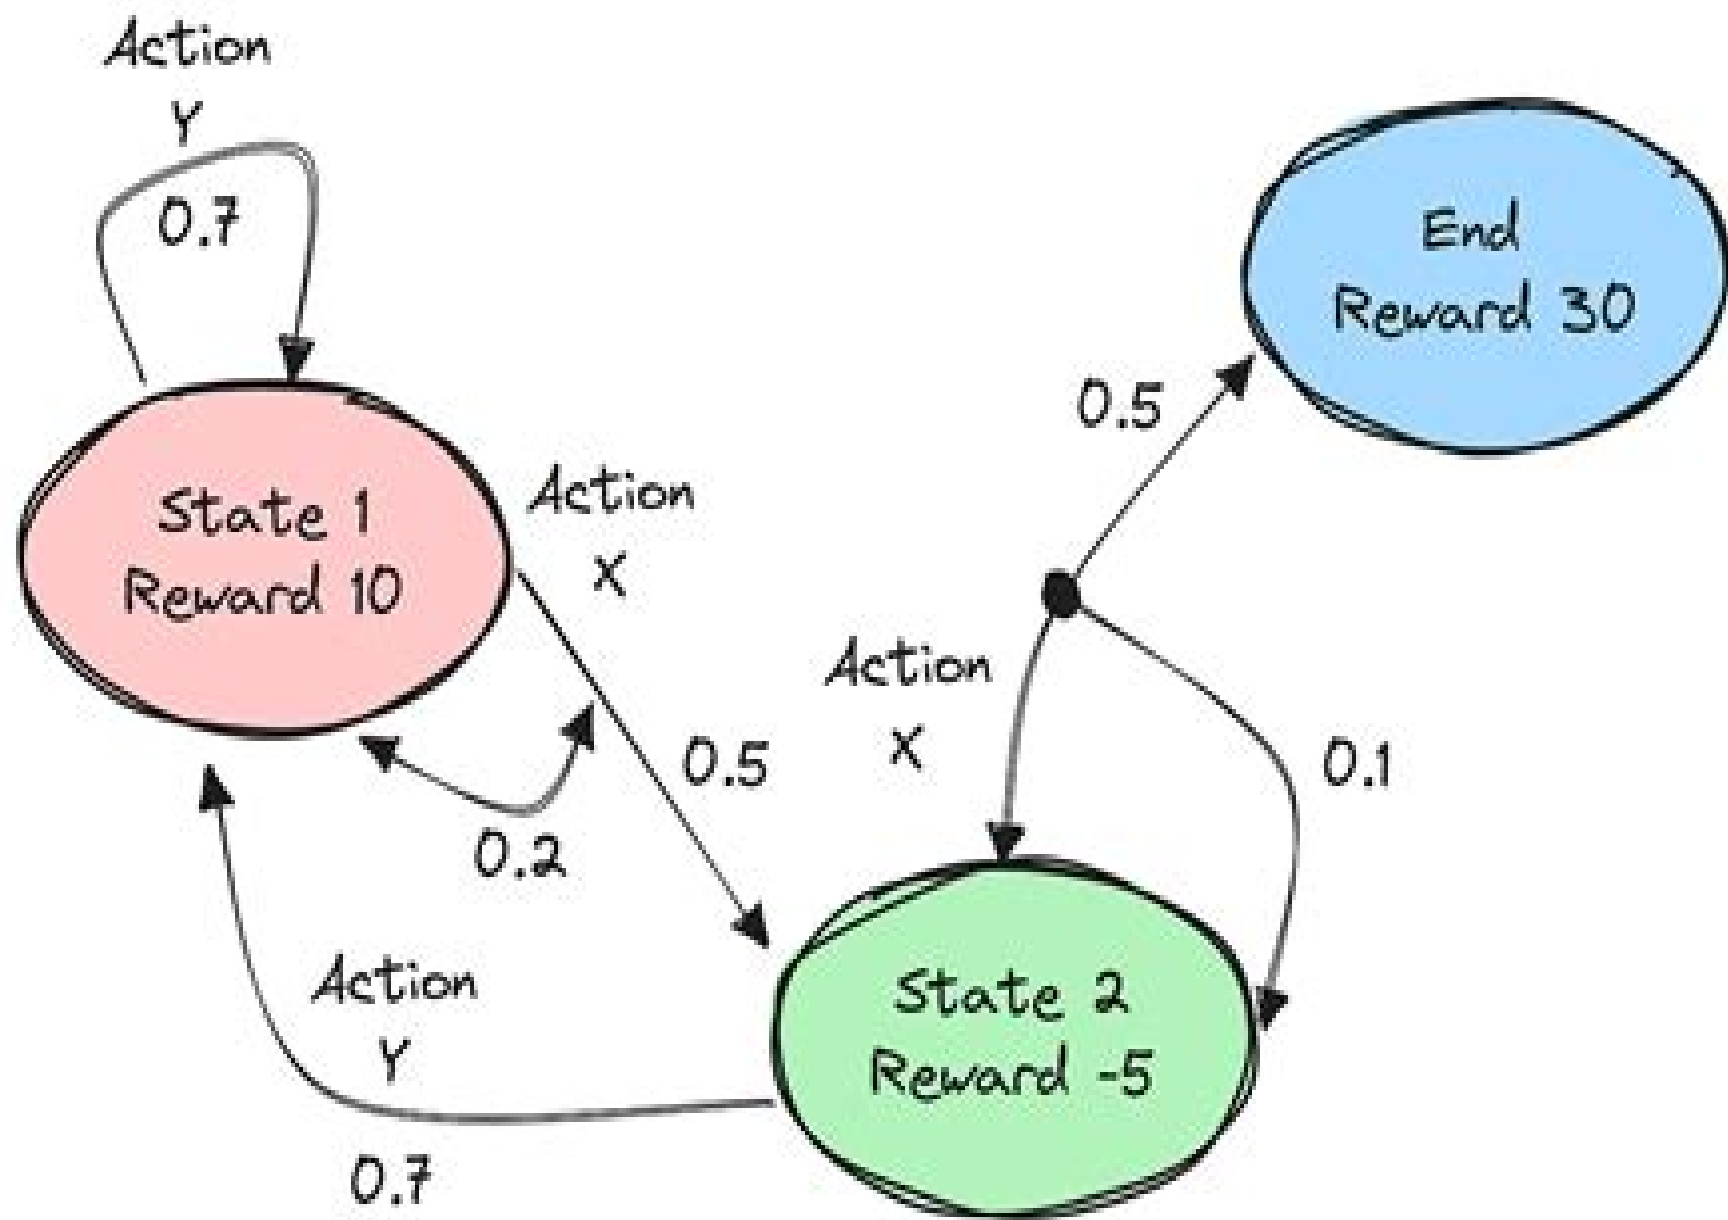 Action
Y
0.7
End
Reward 30
0.5
State 1
Reward 10
Action
X
Action
X
0.5
0.1
0.2
Action
Y
State 2
Reward -5
0.7